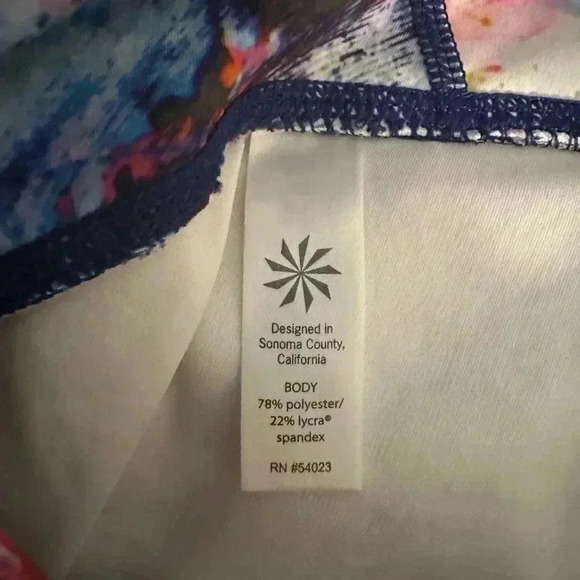 Designed in
Sonoma County,
California
BODY
78% polyester/
22% lycra®
spandex
RN #54023